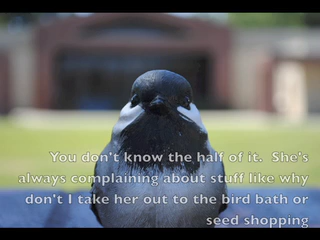 You don't know the half of it.  She's
always complaining about stuff like why
don't I take her out to the bird bath or
seed shopping